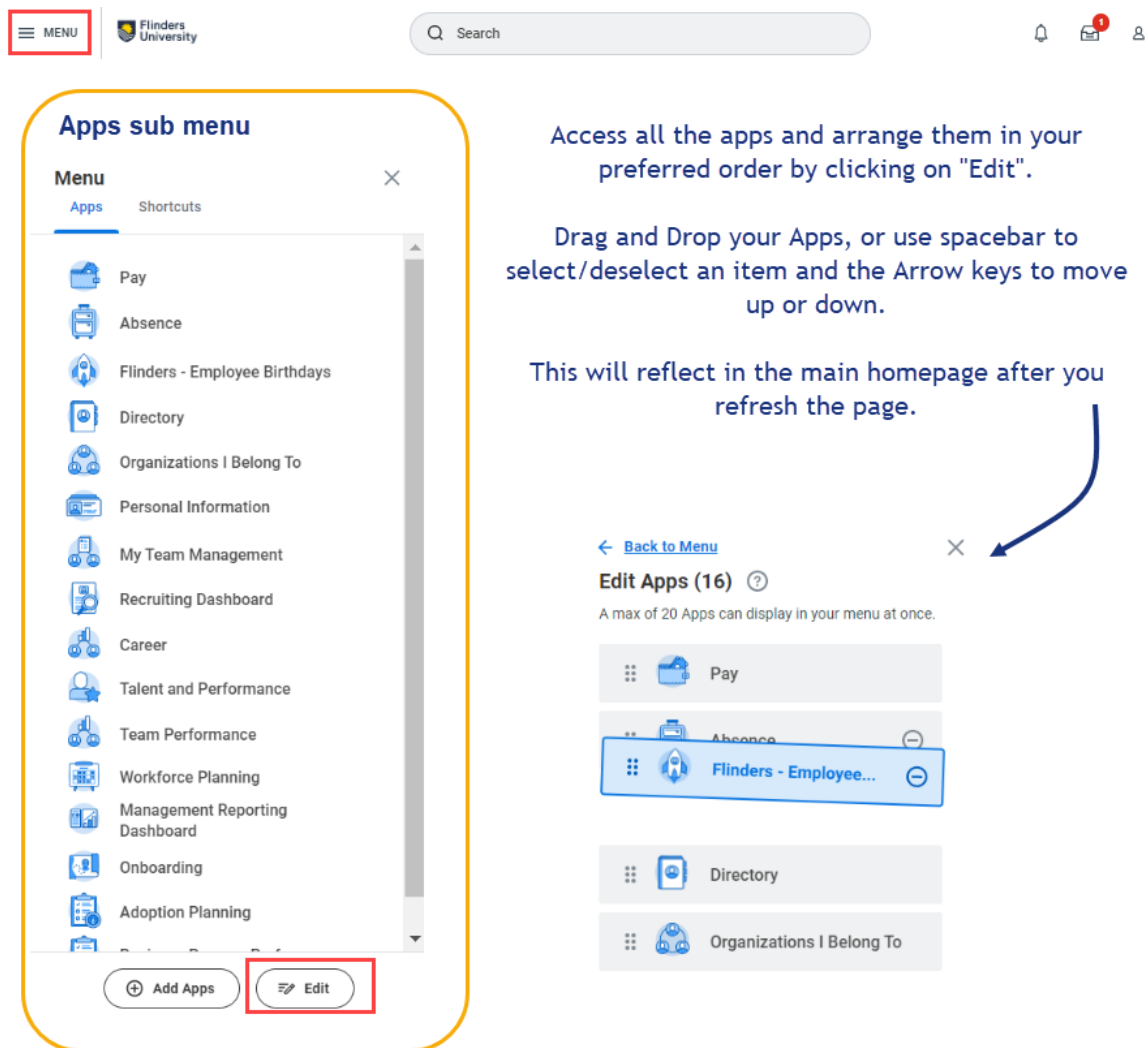 MENU
Flinders
University
Search
1
Apps sub menu
Menu
Apps
Shortcuts
Pay
Absence
Flinders - Employee Birthdays
Directory
Organizations I Belong To
Personal Information
My Team Management
Recruiting Dashboard
Career
Talent and Performance
Team Performance
Workforce Planning
Management Reporting
Dashboard
Onboarding
Adoption Planning
Add Apps
Edit
Access all the apps and arrange them in your
preferred order by clicking on "Edit".
Drag and Drop your Apps, or use spacebar to
select/deselect an item and the Arrow keys to move
up or down.
This will reflect in the main homepage after you
refresh the page.
Back to Menu
Edit Apps (16)
A max of 20 Apps can display in your menu at once.
Pay
Absence
Flinders - Employee...
Directory
Organizations I Belong To